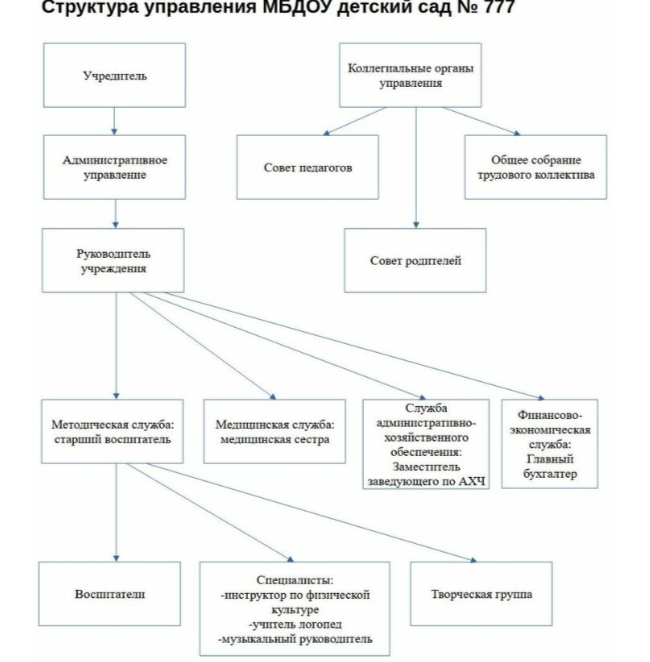 Структура управления МБДОУ детский сад № 777
Учредитель
Коллегиальные органы
управления
Административное
управление
Совет педагогов
Общее собрание
трудового коллектива
Руководитель
учреждения
Совет родителей
Методическая служба:
старший воспитатель
Медицинская служба:
медицинская сестра
Служба
административно-
хозяйственного
обеспечения:
Заместитель
заведующего по АХЧ
Финансово-
экономическая
служба:
Главный
бухгалтер
Воспитатели
Специалисты:
-инструктор по физической
культуре
-учитель логопед
-музыкальный руководитель
Творческая группа